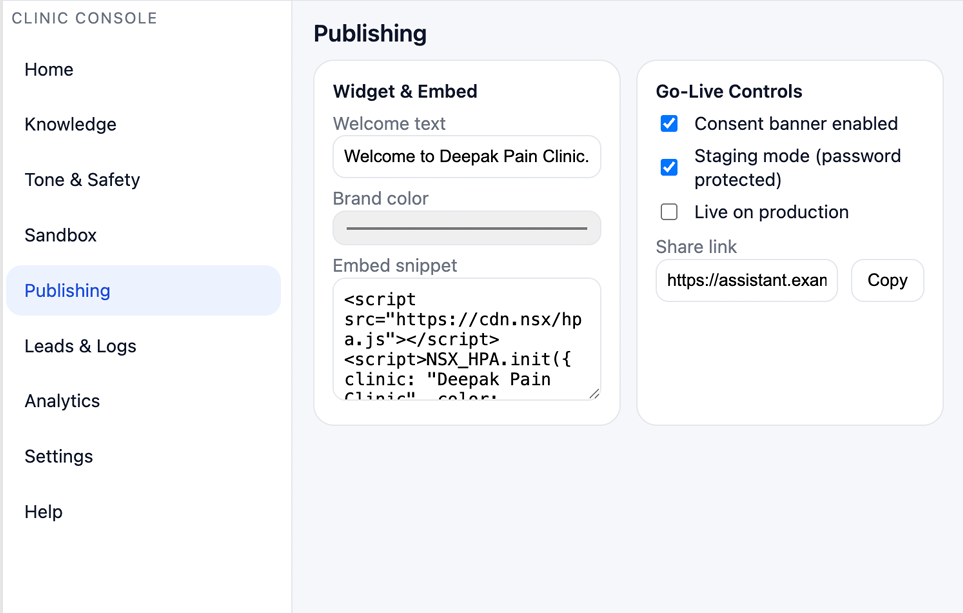 CLINIC CONSOLE
Home
Knowledge
Tone & Safety
Sandbox
Publishing
Leads & Logs
Analytics
Settings
Help
Publishing
Widget & Embed
Welcome text
Welcome to Deepak Pain Clinic.
Brand color
Embed snippet
<script
src="https://cdn.nsx/hp
a.js"></script>
<script>NSX_HPA.init({
clinic: "Deepak Pain
Clinic", color:
Go-Live Controls
Consent banner enabled
Staging mode (password
protected)
Live on production
Share link
https://assistant.exan
Copy